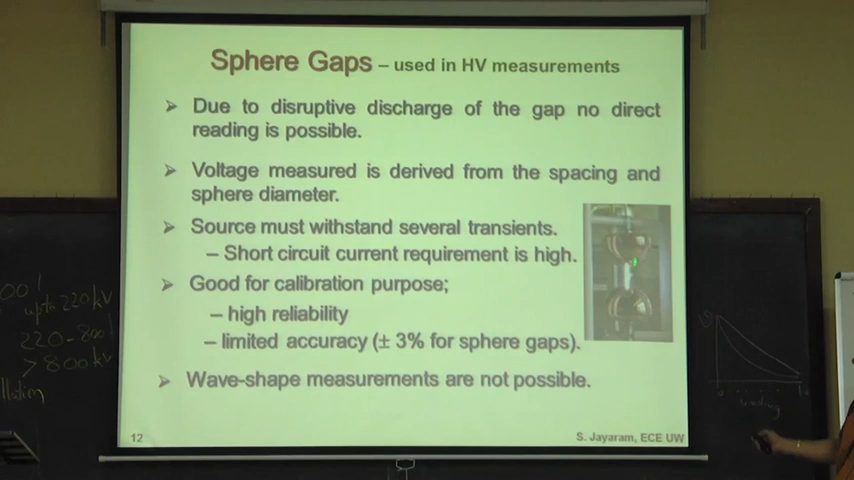 Sphere Gaps – used in HV measurements
➤ Due to disruptive discharge of the gap no direct
reading is possible.
➤ Voltage measured is derived from the spacing and
sphere diameter.
➤ Source must withstand several transients.
– Short circuit current requirement is high.
➤ Good for calibration purpose;
– high reliability
– limited accuracy (± 3% for sphere gaps).
➤ Wave-shape measurements are not possible.
12
S. Jayaram, ECE UW
upto 220 kV
220 - 800
> 800 kV